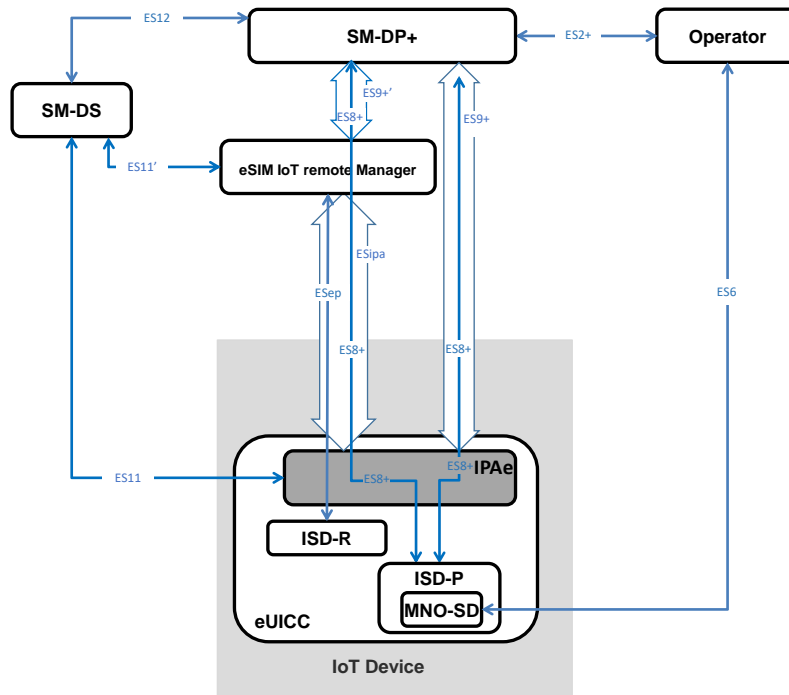 ES12
SM-DP+
ES2+
Operator
SM-DS
ES9+’
ES8+
ES9+
ES11’
eSIM IoT remote Manager
ESipa
ESep
ES6
ES8+
ES8+
ES8+
IPAe
ES11
ES8+
ISD-R
ISD-P
MNO-SD
eUICC
IoT Device